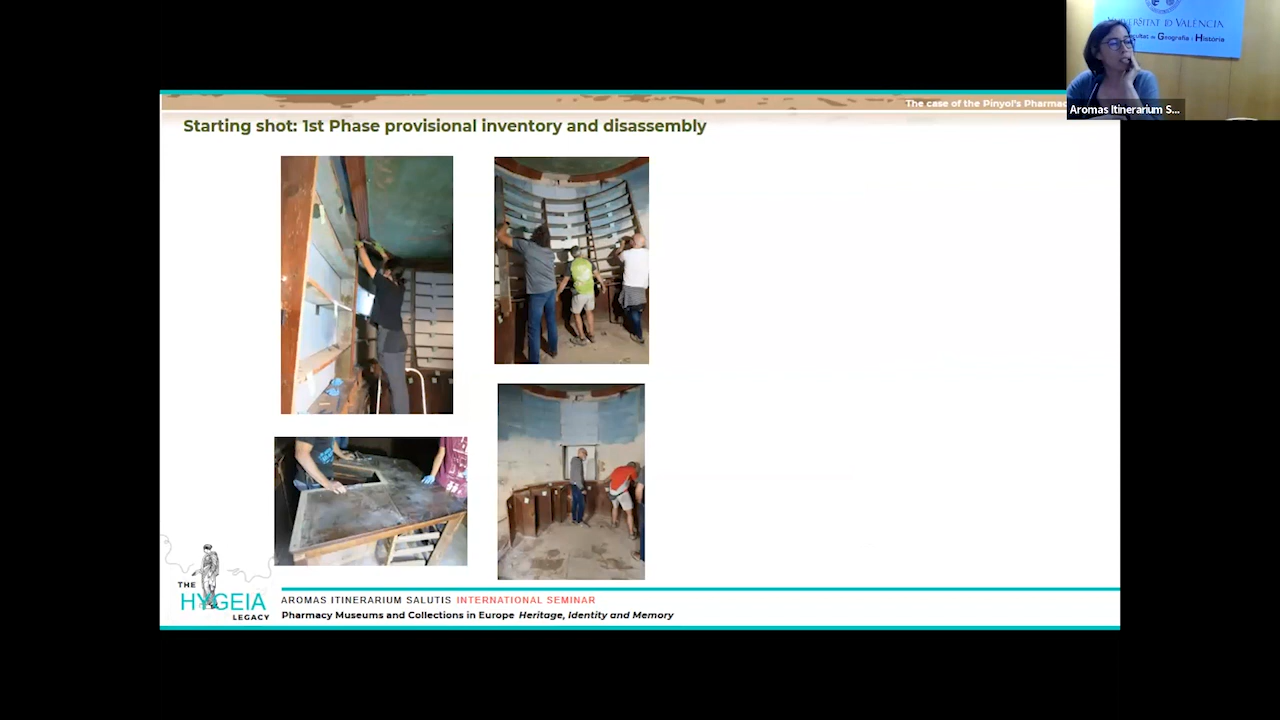 UNIVERSITAT ID VALÈNCIA
Facultat de Geografia i Història
Aromas Itinerarium S...
The case of the Pinyol's Pharmac
Starting shot: 1st Phase provisional inventory and disassembly
THE
HYGEIA
LEGACY
AROMAS ITINERARIUM SALUTIS INTERNATIONAL SEMINAR
Pharmacy Museums and Collections in Europe Heritage, Identity and Memory